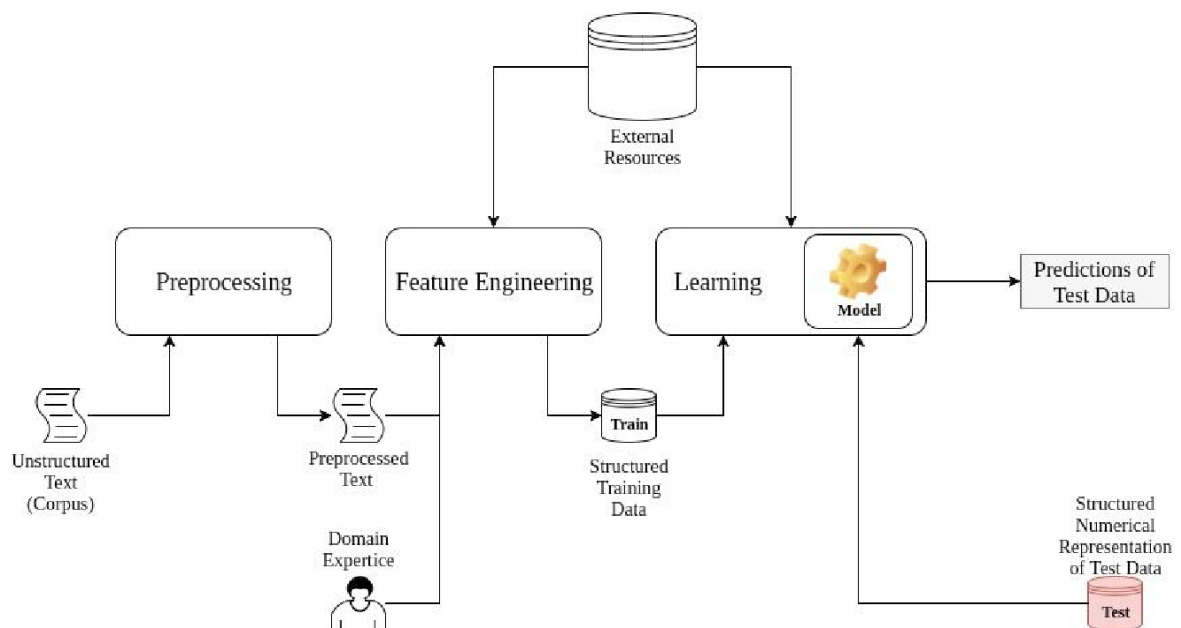 External
Resources
Preprocessing
Feature Engineering
Learning
Model
Predictions of
Test Data
Unstructured
Text
(Corpus)
Preprocessed
Text
Train
Structured
Training
Data
Domain
Expertice
Structured
Numerical
Representation
of Test Data
Test